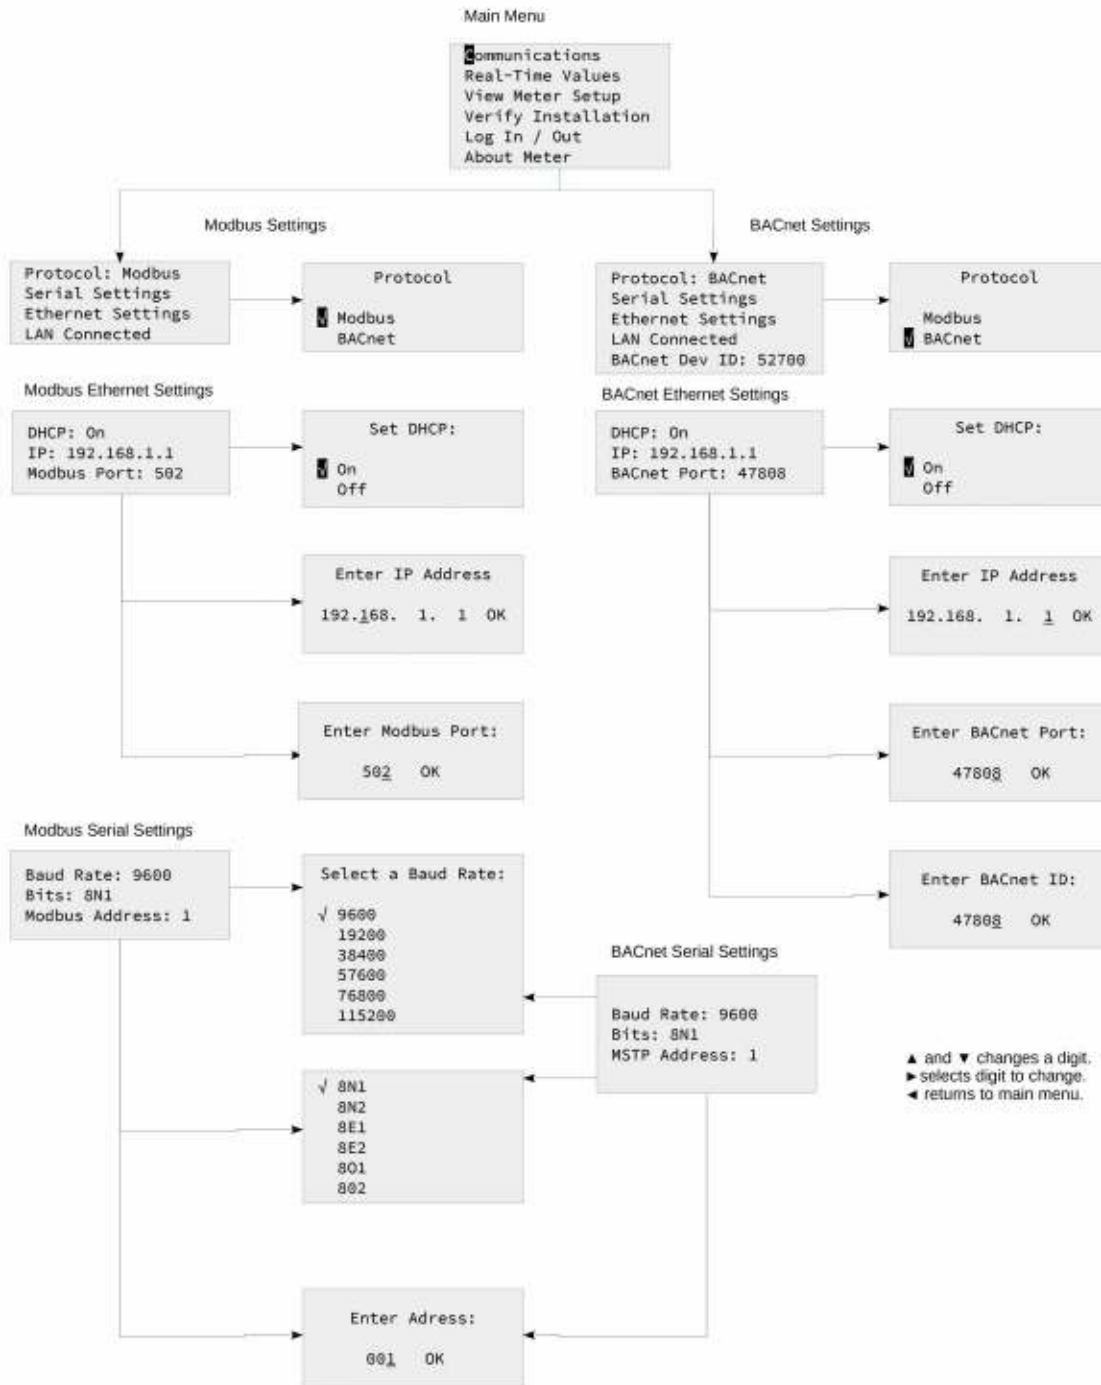 Main Menu
Communications
Real-Time Values
View Meter Setup
Verify Installation
Log In / Out
About Meter
Modbus Settings
BACnet Settings
Protocol: Modbus
Serial Settings
Ethernet Settings
LAN Connected
Protocol
√ Modbus
BACnet
Protocol: BACnet
Serial Settings
Ethernet Settings
LAN Connected
BACnet Dev ID: 52700
Protocol
Modbus
√ BACnet
Modbus Ethernet Settings
DHCP: On
IP: 192.168.1.1
Modbus Port: 502
Set DHCP:
√ On
Off
BACnet Ethernet Settings
DHCP: On
IP: 192.168.1.1
BACnet Port: 47808
Set DHCP:
√ On
Off
Enter IP Address
192.168. 1. 1 OK
Enter IP Address
192.168. 1. 1 OK
Enter Modbus Port:
502 OK
Enter BACnet Port:
47808 OK
Modbus Serial Settings
Baud Rate: 9600
Bits: 8N1
Modbus Address: 1
Select a Baud Rate:
√ 9600
19200
38400
57600
76800
115200
Enter BACnet ID:
47808 OK
BACnet Serial Settings
Baud Rate: 9600
Bits: 8N1
MSTP Address: 1
√ 8N1
8N2
8E1
8E2
8O1
8O2
▲ and ▼ changes a digit.
► selects digit to change.
◄ returns to main menu.
Enter Adress:
001 OK